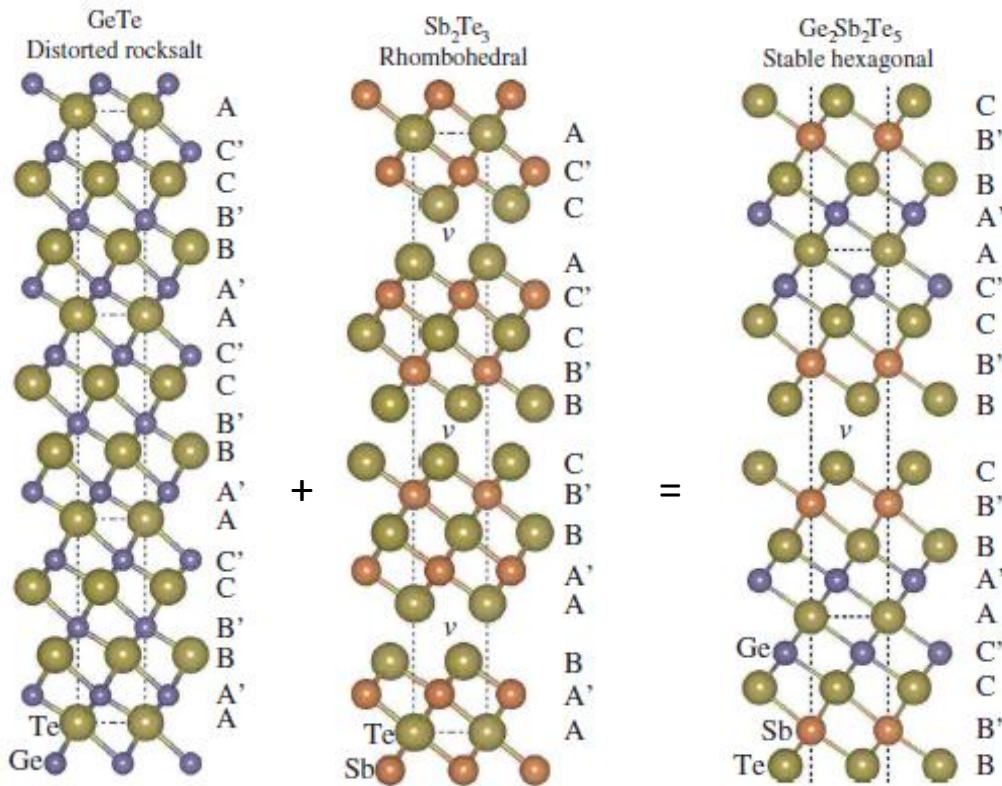 GeTe
Distorted rocksalt
A
C'
C
B'
B
A'
A
C'
C
B'
B
A'
A
C'
C
B'
B
A'
A
Te
Ge
+
Sb₂Te₃
Rhombohedral
A
C'
C
v
A
C'
C
B'
B
v
C
B'
B
A'
A
v
B
A'
A
Te
Sb
=
Ge₂Sb₂Te₅
Stable hexagonal
C
B'
B
A'
A
C'
C
B'
B
v
C
B'
B
A'
A
Ge
C'
C
Sb
B'
Te
B